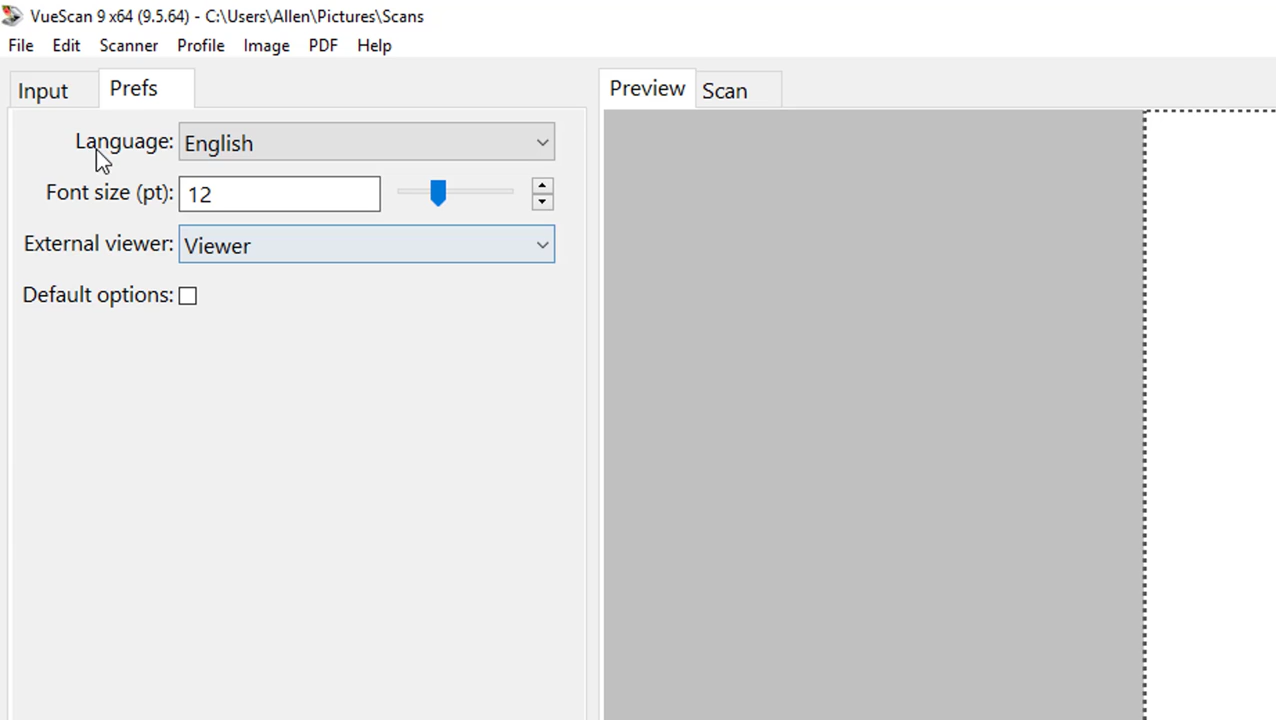 VueScan 9 x64 (9.5.64) - C:\Users\Allen\Pictures\Scans
File Edit Scanner Profile Image PDF Help
Input Prefs Preview Scan
Language: English
Font size (pt): 12
External viewer: Viewer
Default options: